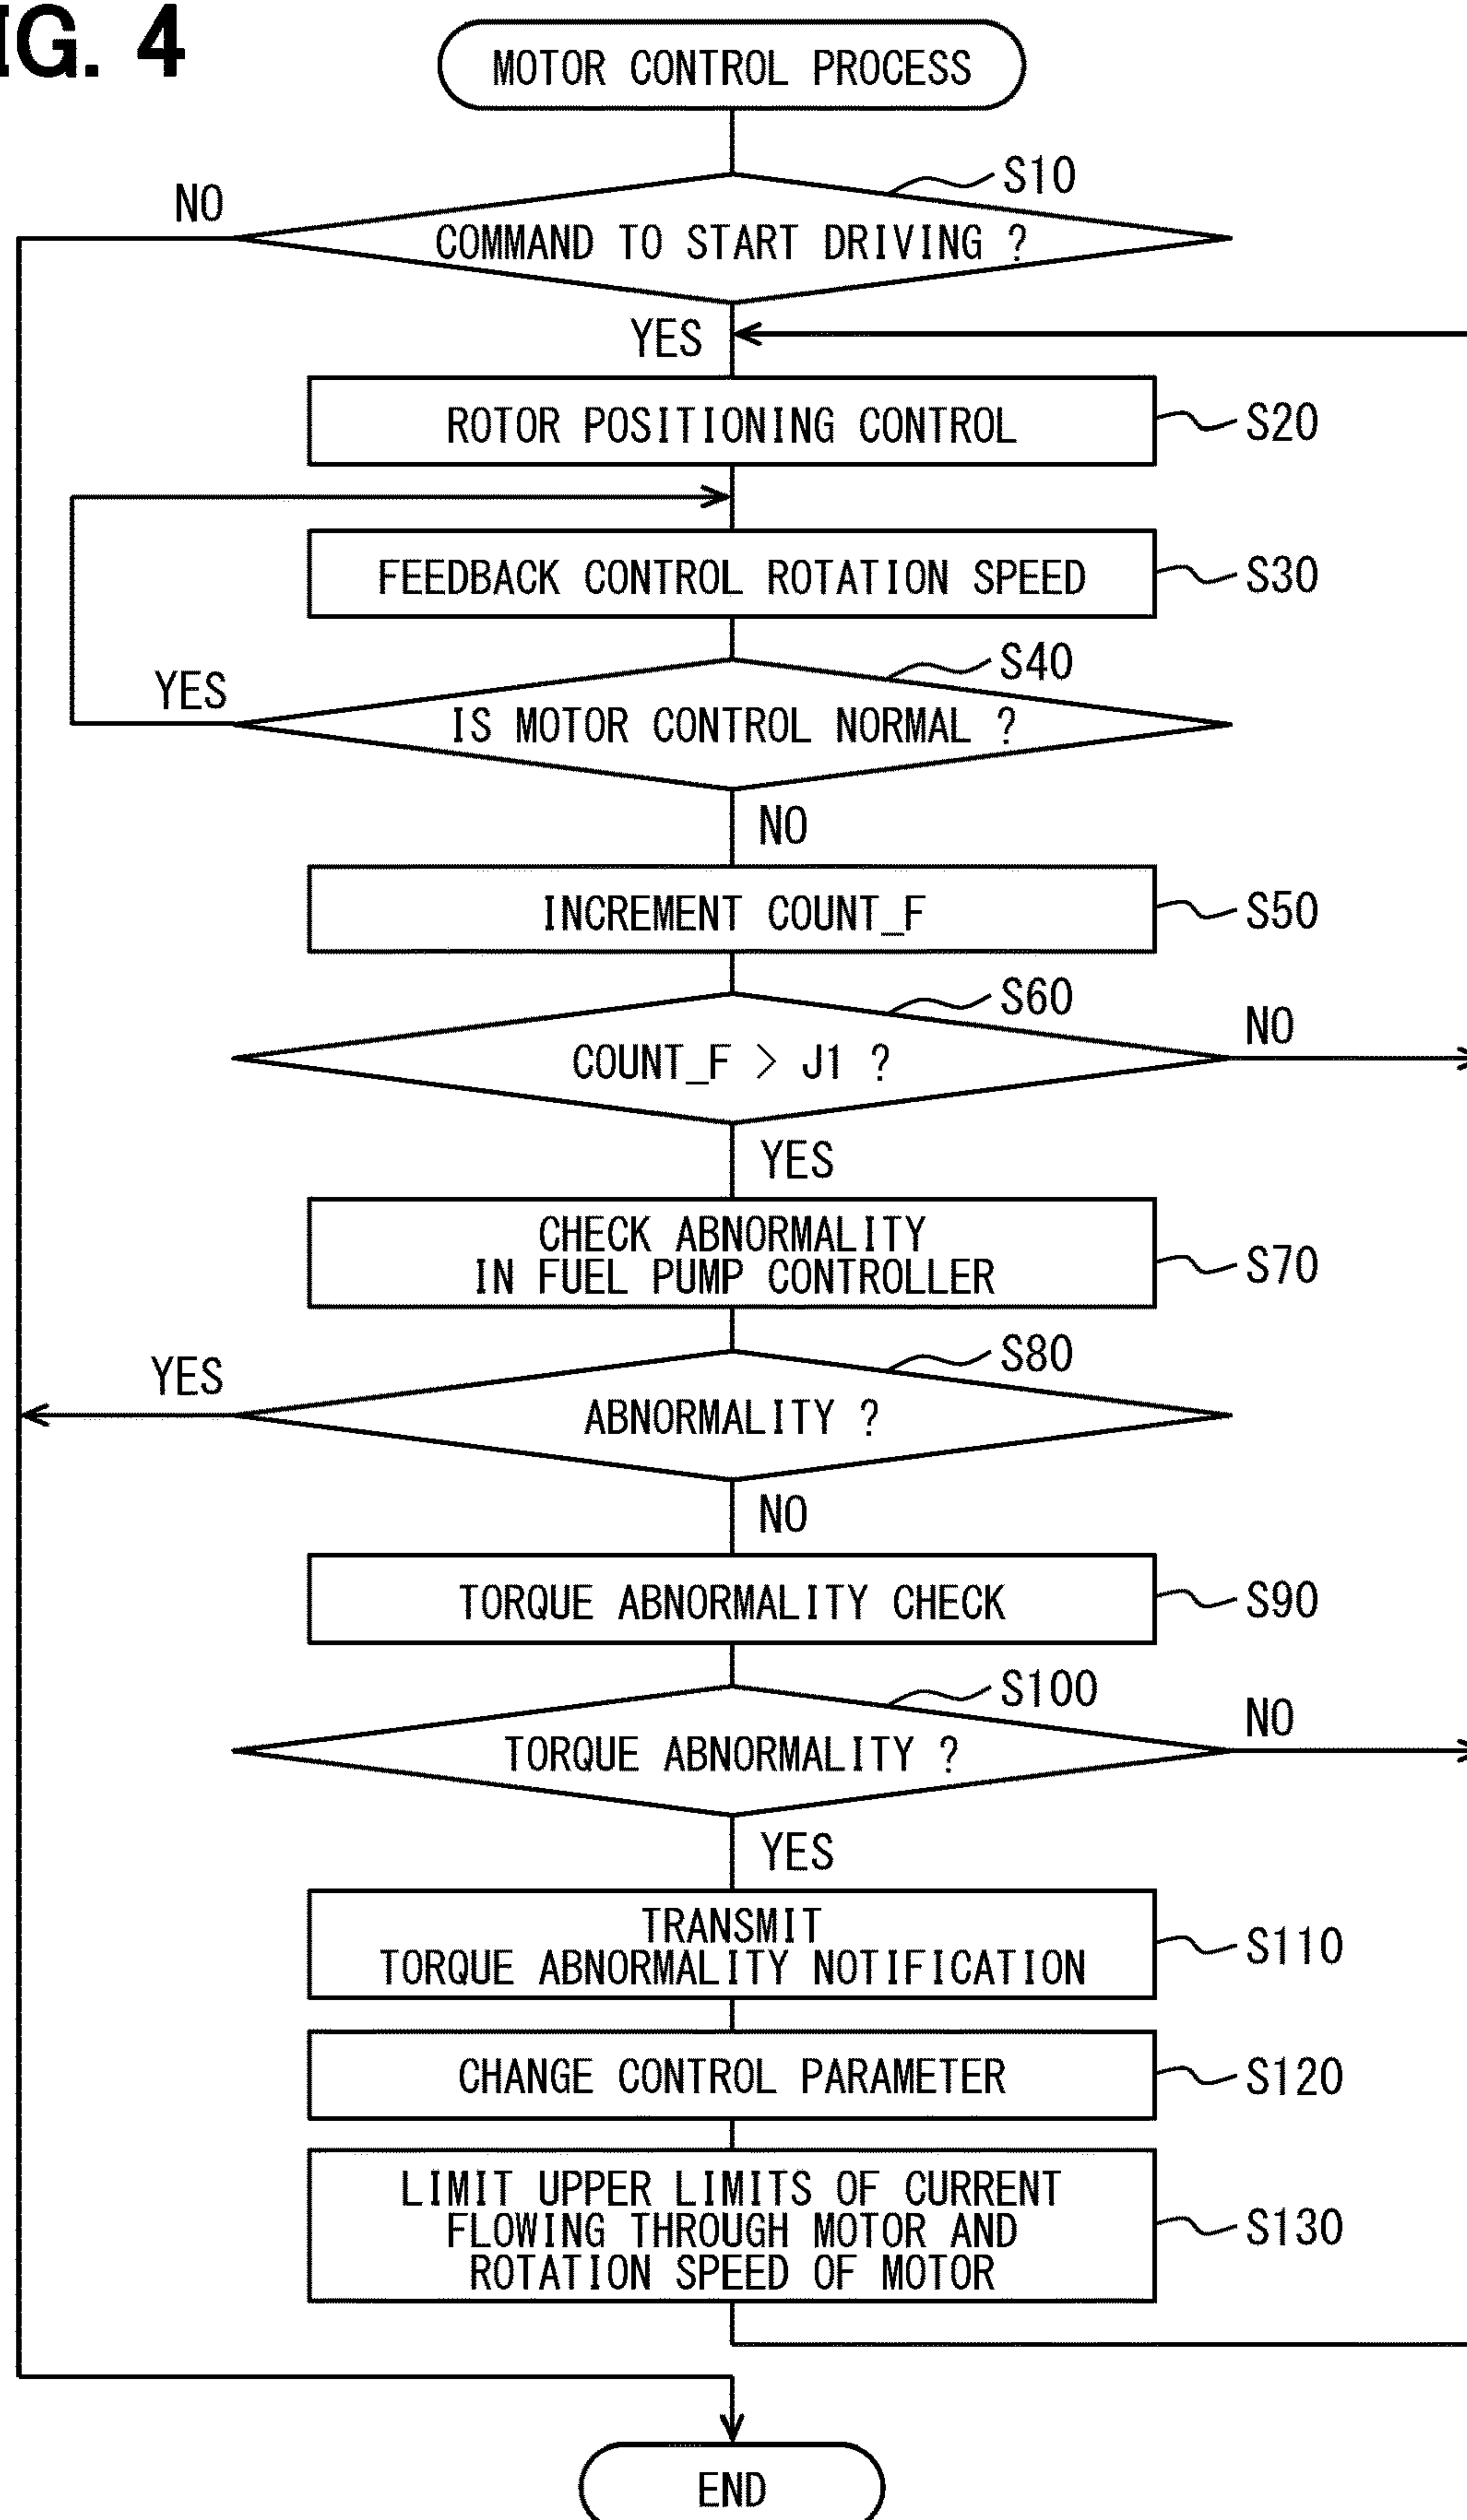 IG. 4
MOTOR CONTROL PROCESS
S10
NO
COMMAND TO START DRIVING ?
YES
ROTOR POSITIONING CONTROL
S20
FEEDBACK CONTROL ROTATION SPEED
S30
S40
YES
IS MOTOR CONTROL NORMAL ?
NO
INCREMENT COUNT_F
S50
S60
NO
COUNT_F > J1 ?
YES
CHECK ABNORMALITY
IN FUEL PUMP CONTROLLER
S70
S80
YES
ABNORMALITY ?
NO
TORQUE ABNORMALITY CHECK
S90
S100
NO
TORQUE ABNORMALITY ?
YES
TRANSMIT
TORQUE ABNORMALITY NOTIFICATION
S110
CHANGE CONTROL PARAMETER
S120
LIMIT UPPER LIMITS OF CURRENT
FLOWING THROUGH MOTOR AND
ROTATION SPEED OF MOTOR
S130
END